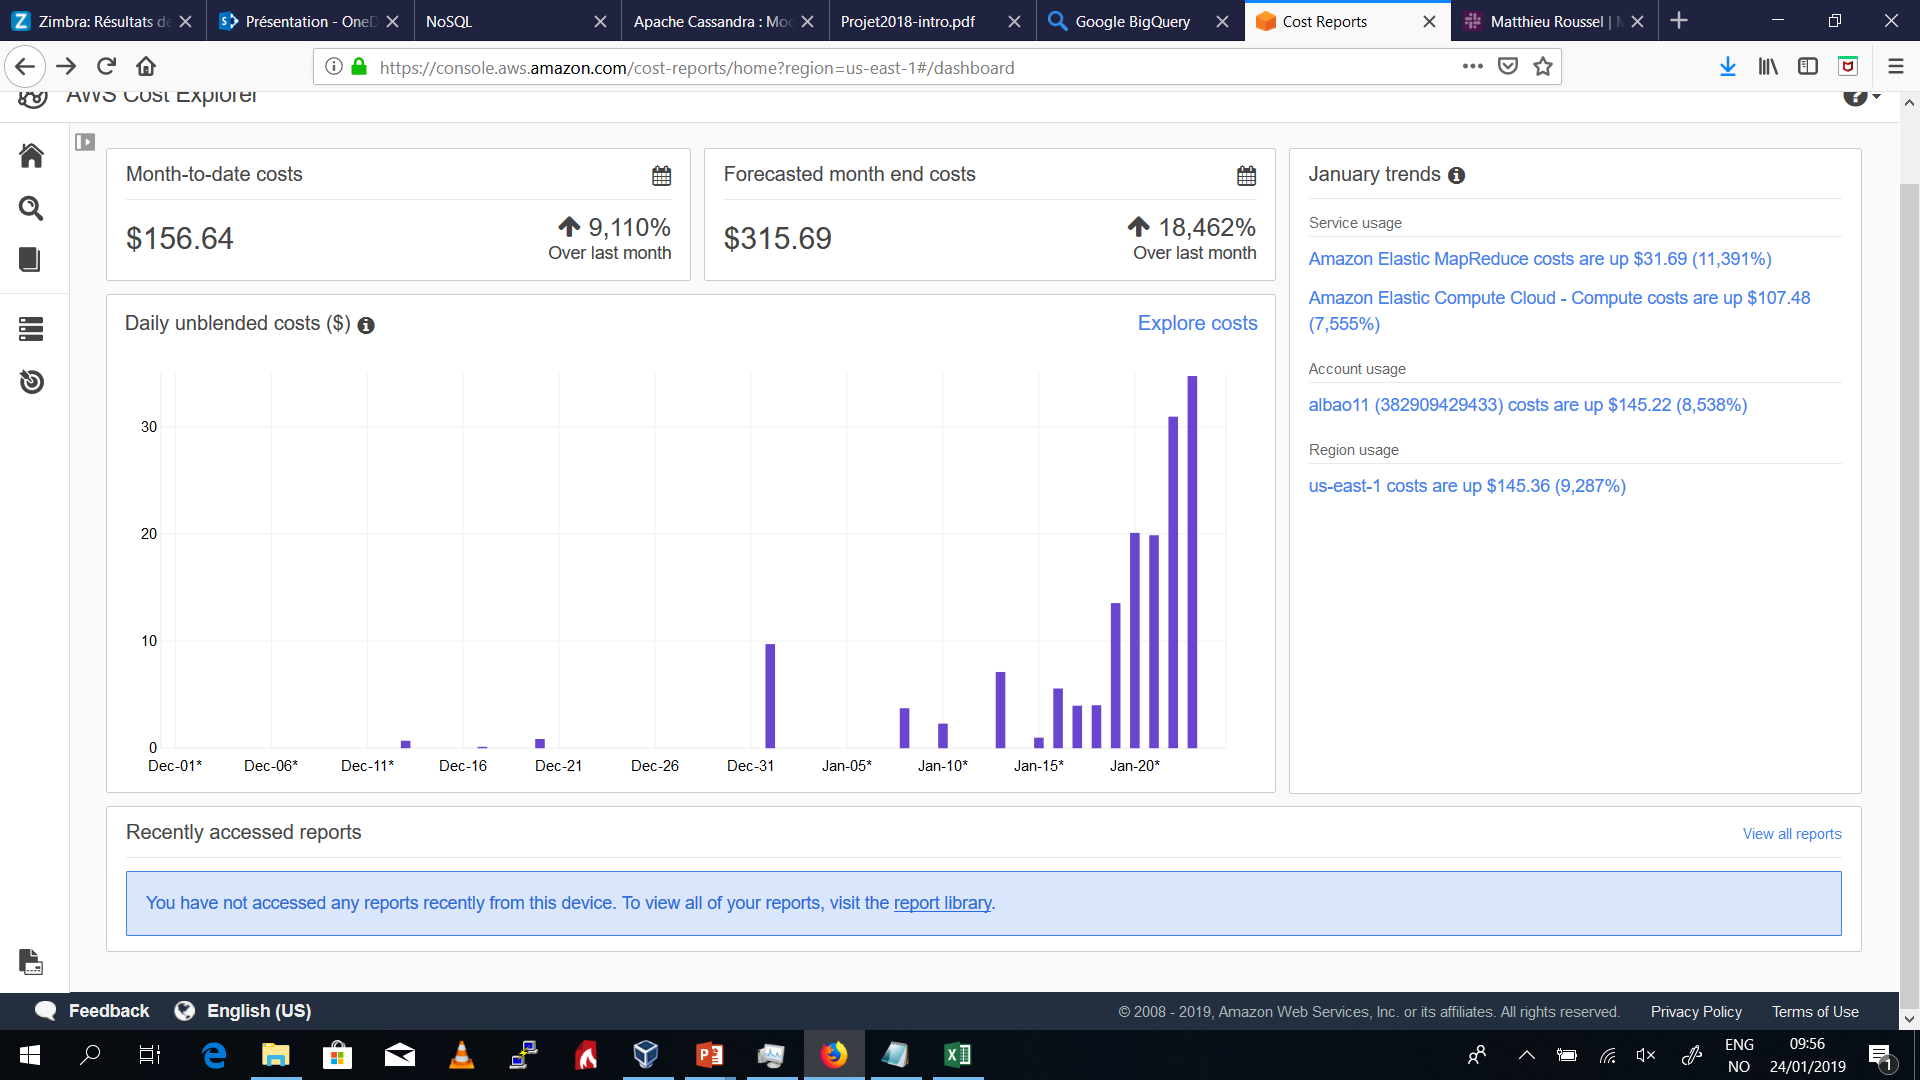 Zimbra: Résultats de
Présentation - OneD
NoSQL
Apache Cassandra : Moc
Projet2018-intro.pdf
Google BigQuery
Cost Reports
Matthieu Roussel | M
https://console.aws.amazon.com/cost-reports/home?region=us-east-1#/dashboard
AWS Cost Explorer
Month-to-date costs
$156.64
9,110%
Over last month
Forecasted month end costs
$315.69
18,462%
Over last month
January trends
Service usage
Amazon Elastic MapReduce costs are up $31.69 (11,391%)
Amazon Elastic Compute Cloud - Compute costs are up $107.48
(7,555%)
Account usage
albao11 (382909429433) costs are up $145.22 (8,538%)
Region usage
us-east-1 costs are up $145.36 (9,287%)
Daily unblended costs ($)
Explore costs
30
20
10
0
Dec-01* Dec-06* Dec-11* Dec-16 Dec-21 Dec-26 Dec-31 Jan-05* Jan-10* Jan-15* Jan-20*
Recently accessed reports
View all reports
You have not accessed any reports recently from this device. To view all of your reports, visit the report library.
Feedback
English (US)
© 2008 - 2019, Amazon Web Services, Inc. or its affiliates. All rights reserved.
Privacy Policy
Terms of Use
ENG
NO
09:56
24/01/2019
1